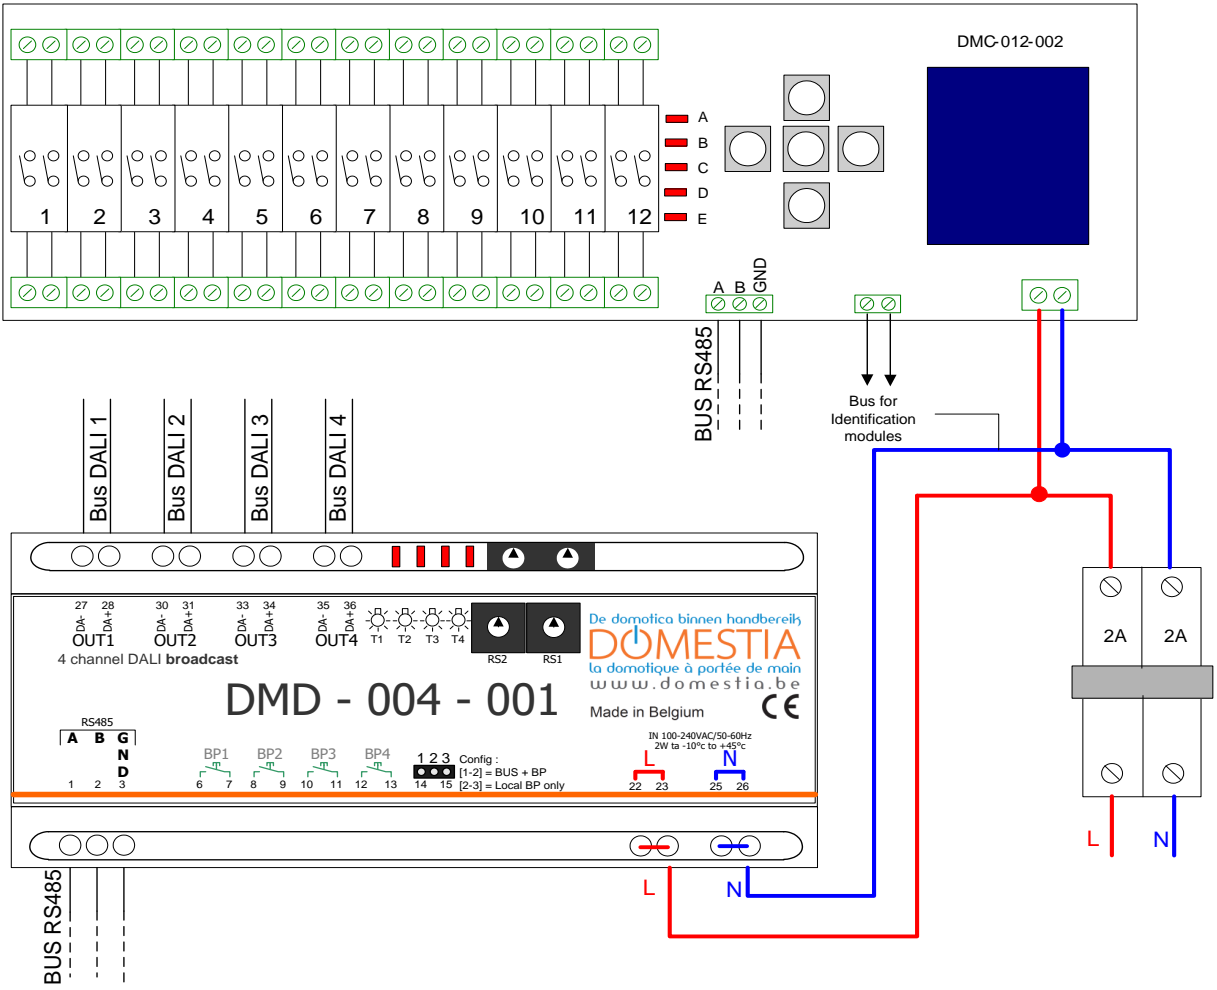 DMC-012-002
A
B
C
D
E
1 2 3 4 5 6 7 8 9 10 11 12
A B GND
BUS RS485
Bus for
Identification
modules
Bus DALI 1
Bus DALI 2
Bus DALI 3
Bus DALI 4
27 28 30 31 33 34 35 36
DA- DA+ DA- DA+ DA- DA+ DA- DA+
OUT1 OUT2 OUT3 OUT4
T1 T2 T3 T4
RS2 RS1
4 channel DALI broadcast
De domotica binnen handbereik
DOMESTIA
La domotique à portée de main
www.domestia.be
DMD - 004 - 001
Made in Belgium
CE
RS485
A B GND
1 2 3
BP1 BP2 BP3 BP4
6 7 8 9 10 11 12 13
1 2 3
14 15
Config :
[1-2] = BUS + BP
[2-3] = Local BP only
IN 100-240VAC/50-60Hz
2W ta -10°c to +45°c
L N
22 23 25 26
L N
BUS RS485
2A 2A
L N